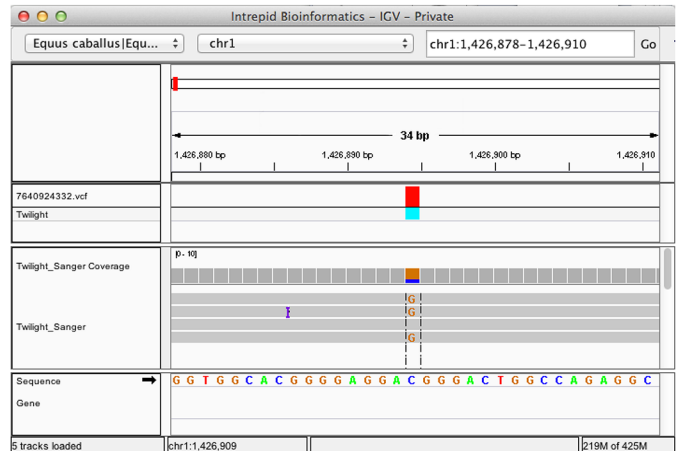 Intrepid Bioinformatics – IGV – Private
Equus caballus|Equ... chr1 chr1:1,426,878–1,426,910 Go
34 bp
1,426,880 bp 1,426,890 bp 1,426,900 bp 1,426,910
7640924332.vcf
Twilight
[0 - 10]
Twilight_Sanger Coverage
G
G
Twilight_Sanger
G
Sequence GGTGGCACGGGGAGGACGGGACTGGCCAGAGGC
Gene
5 tracks loaded chr1:1,426,909 219M of 425M